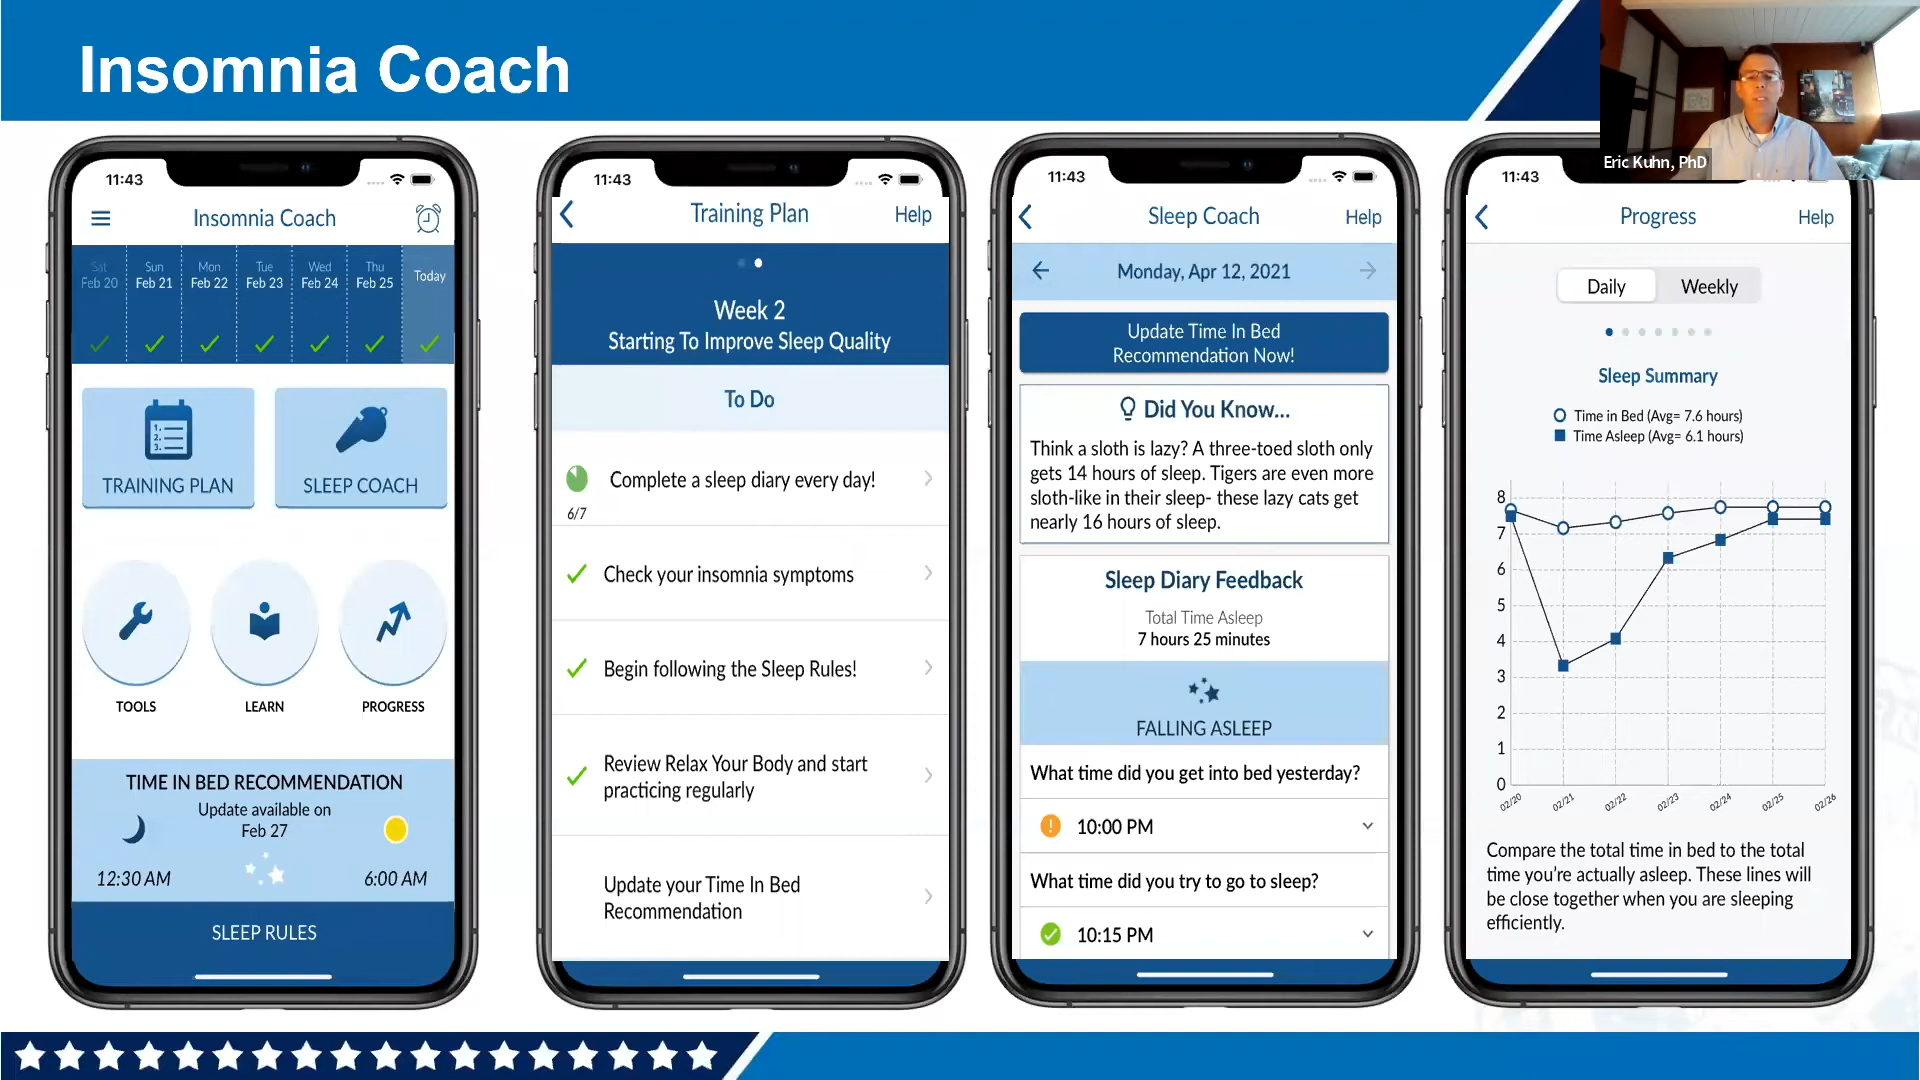 Insomnia Coach
Eric Kuhn, PhD
11:43
Insomnia Coach
Sat
Feb 20
Sun
Feb 21
Mon
Feb 22
Tue
Feb 23
Wed
Feb 24
Thu
Feb 25
Today
1.
2.
3.
TRAINING PLAN
SLEEP COACH
TOOLS
LEARN
PROGRESS
TIME IN BED RECOMMENDATION
Update available on
Feb 27
12:30 AM
6:00 AM
SLEEP RULES
11:43
Training Plan
Help
Week 2
Starting To Improve Sleep Quality
To Do
Complete a sleep diary every day!
6/7
Check your insomnia symptoms
Begin following the Sleep Rules!
Review Relax Your Body and start
practicing regularly
Update your Time In Bed
Recommendation
11:43
Sleep Coach
Help
Monday, Apr 12, 2021
Update Time In Bed
Recommendation Now!
Did You Know...
Think a sloth is lazy? A three-toed sloth only
gets 14 hours of sleep. Tigers are even more
sloth-like in their sleep- these lazy cats get
nearly 16 hours of sleep.
Sleep Diary Feedback
Total Time Asleep
7 hours 25 minutes
FALLING ASLEEP
What time did you get into bed yesterday?
10:00 PM
What time did you try to go to sleep?
10:15 PM
11:43
Progress
Help
Daily
Weekly
Sleep Summary
Time in Bed (Avg= 7.6 hours)
Time Asleep (Avg= 6.1 hours)
8
7
6
5
4
3
2
1
0
02/20
02/21
02/22
02/23
02/24
02/25
02/26
Compare the total time in bed to the total
time you're actually asleep. These lines will
be close together when you are sleeping
efficiently.